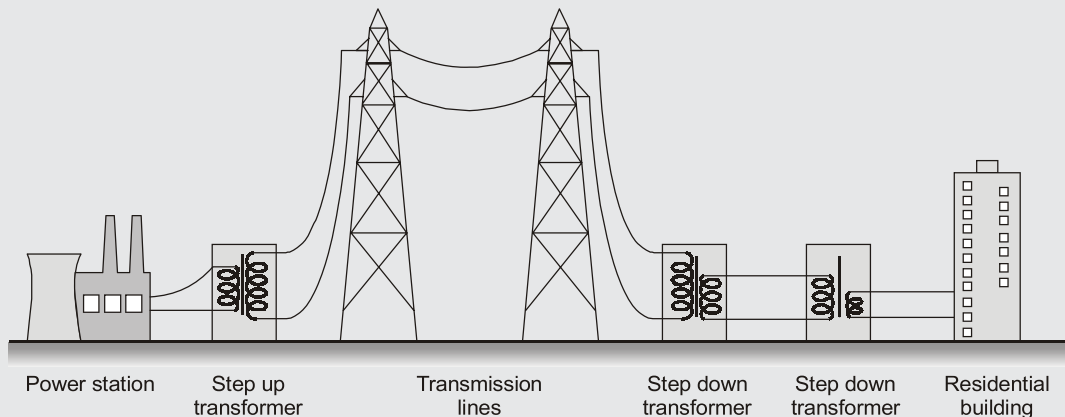 Power station
Step up
transformer
Transmission
lines
Step down
transformer
Step down
transformer
Residential
building